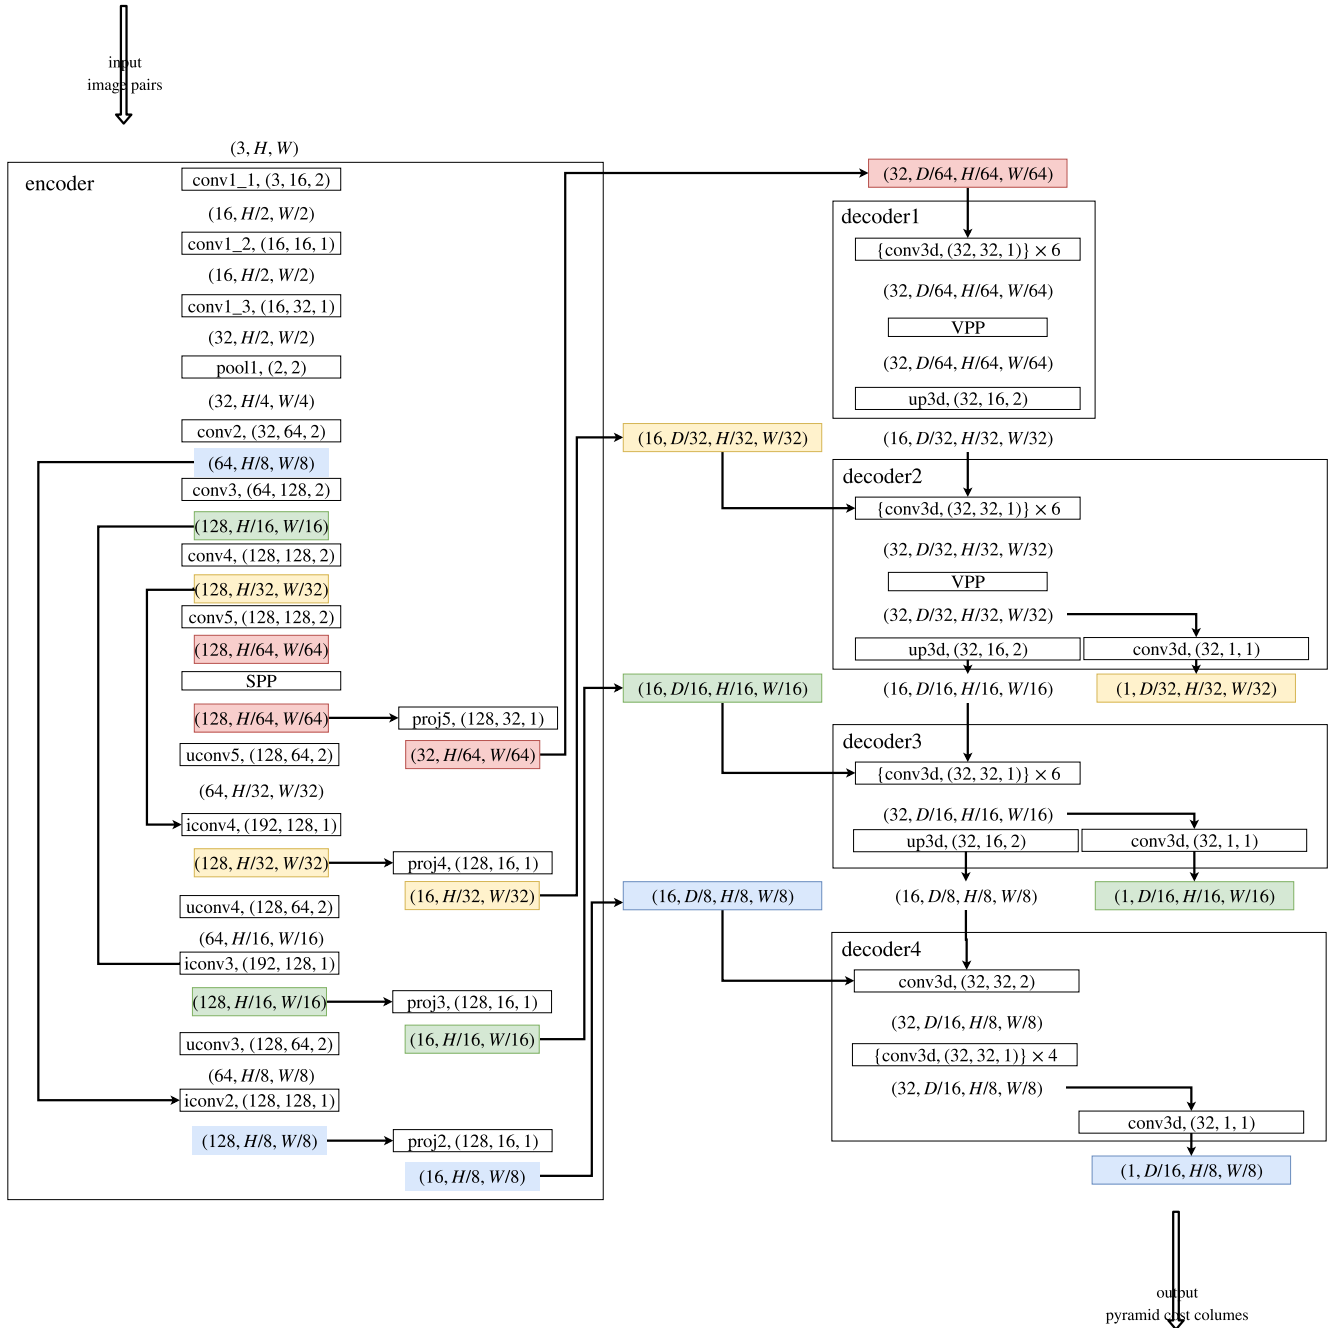 input
image pairs
(3, H, W)
encoder
conv1_1, (3, 16, 2)
(16, H/2, W/2)
conv1_2, (16, 16, 1)
(16, H/2, W/2)
conv1_3, (16, 32, 1)
(32, H/2, W/2)
pool1, (2, 2)
(32, H/4, W/4)
conv2, (32, 64, 2)
(64, H/8, W/8)
conv3, (64, 128, 2)
(128, H/16, W/16)
conv4, (128, 128, 2)
(128, H/32, W/32)
conv5, (128, 128, 2)
(128, H/64, W/64)
SPP
(128, H/64, W/64)
proj5, (128, 32, 1)
uconv5, (128, 64, 2)
(32, H/64, W/64)
(64, H/32, W/32)
iconv4, (192, 128, 1)
(128, H/32, W/32)
proj4, (128, 16, 1)
(16, H/32, W/32)
uconv4, (128, 64, 2)
(64, H/16, W/16)
iconv3, (192, 128, 1)
(128, H/16, W/16)
proj3, (128, 16, 1)
uconv3, (128, 64, 2)
(16, H/16, W/16)
(64, H/8, W/8)
iconv2, (128, 128, 1)
(128, H/8, W/8)
proj2, (128, 16, 1)
(16, H/8, W/8)
(32, D/64, H/64, W/64)
decoder1
{conv3d, (32, 32, 1)} × 6
(32, D/64, H/64, W/64)
VPP
(32, D/64, H/64, W/64)
up3d, (32, 16, 2)
(16, D/32, H/32, W/32)
(16, D/32, H/32, W/32)
decoder2
{conv3d, (32, 32, 1)} × 6
(32, D/32, H/32, W/32)
VPP
(32, D/32, H/32, W/32)
up3d, (32, 16, 2)
conv3d, (32, 1, 1)
(16, D/16, H/16, W/16)
(16, D/16, H/16, W/16)
(1, D/32, H/32, W/32)
decoder3
{conv3d, (32, 32, 1)} × 6
(32, D/16, H/16, W/16)
up3d, (32, 16, 2)
conv3d, (32, 1, 1)
(16, D/8, H/8, W/8)
(16, D/8, H/8, W/8)
(1, D/16, H/16, W/16)
decoder4
conv3d, (32, 32, 2)
(32, D/16, H/8, W/8)
{conv3d, (32, 32, 1)} × 4
(32, D/16, H/8, W/8)
conv3d, (32, 1, 1)
(1, D/16, H/8, W/8)
output
pyramid cost columes